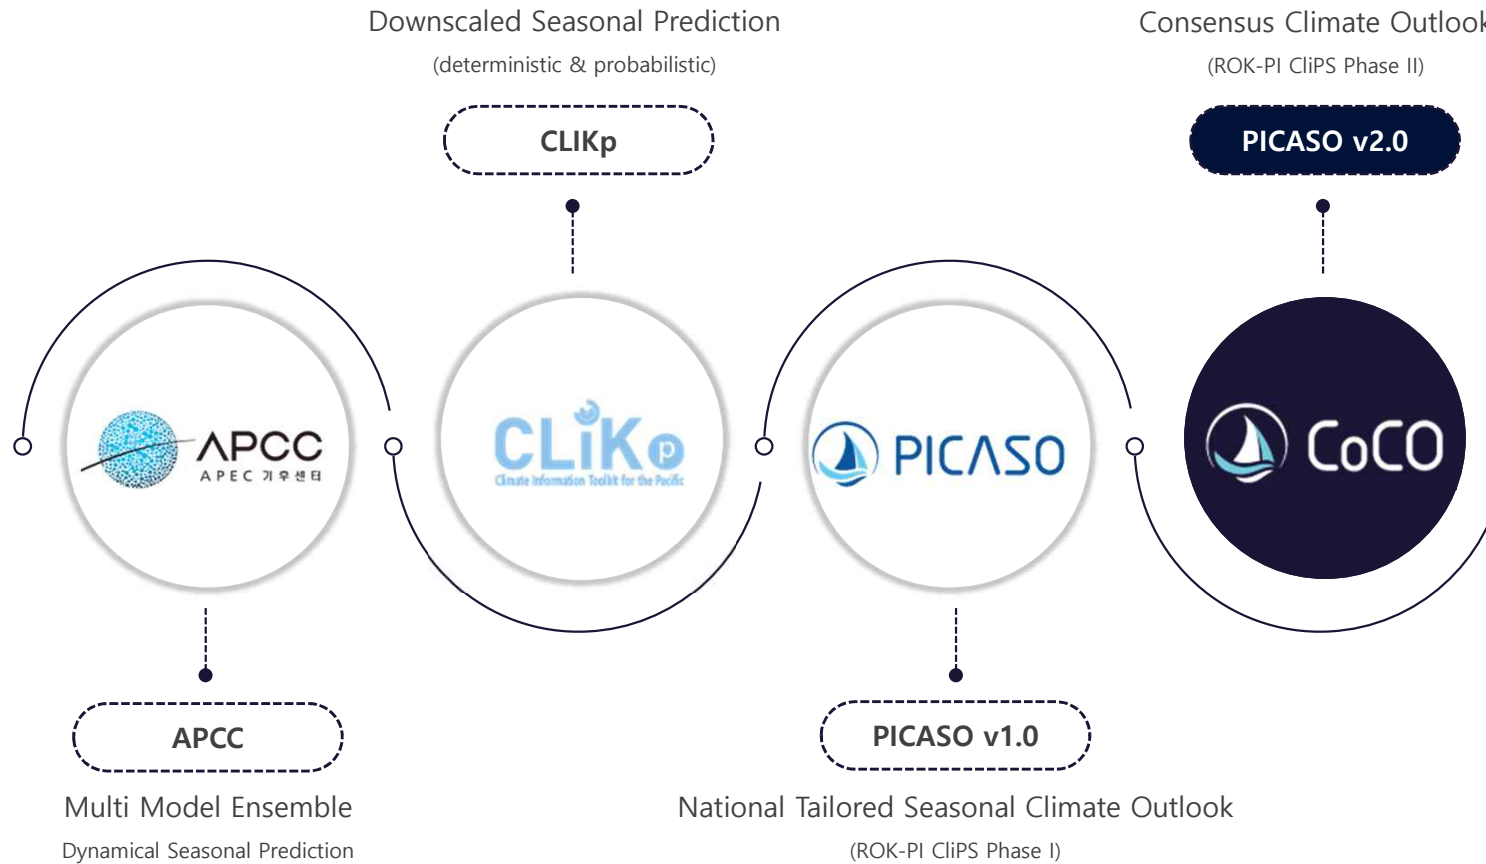 Downscaled Seasonal Prediction
(deterministic & probabilistic)
CLIKp
Consensus Climate Outlook
(ROK-PI CliPS Phase II)
PICASO v2.0
APCC
APEC 기후센터
CLiK p
Climate Information Toolkit for the Pacific
PICASO
CoCO
APCC
Multi Model Ensemble
Dynamical Seasonal Prediction
PICASO v1.0
National Tailored Seasonal Climate Outlook
(ROK-PI CliPS Phase I)